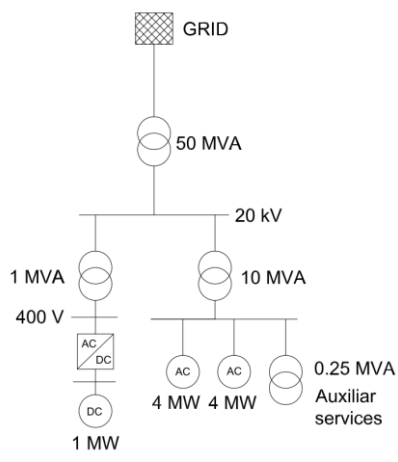 GRID
50 MVA
20 kV
1 MVA
10 MVA
400 V
AC
DC
AC
AC
0.25 MVA
Auxiliar
services
4 MW
4 MW
DC
1 MW